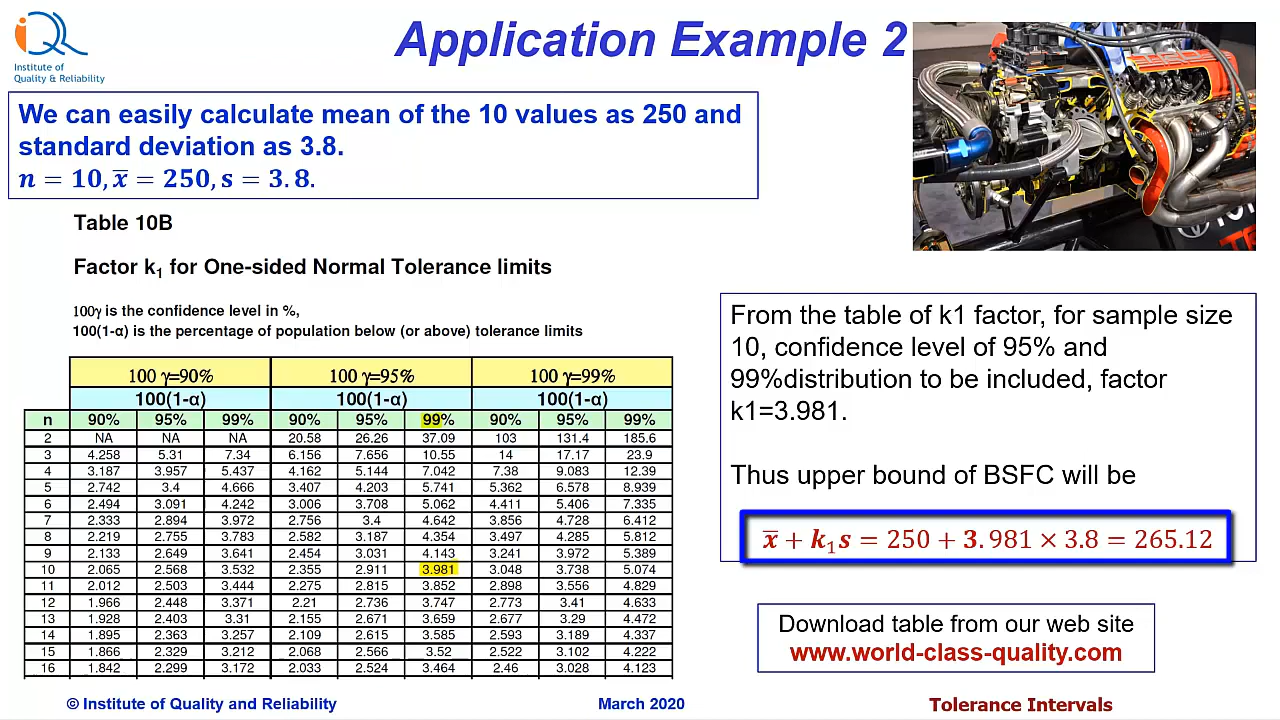 Institute of
Quality & Reliability
Application Example 2
We can easily calculate mean of the 10 values as 250 and
standard deviation as 3.8.
n = 10, x̅ = 250, s = 3.8.
Table 10B
Factor k₁ for One-sided Normal Tolerance limits
100γ is the confidence level in %,
100(1-α) is the percentage of population below (or above) tolerance limits
100 γ=90% 100 γ=95% 100 γ=99%
100(1-α) 100(1-α) 100(1-α)
n 90% 95% 99% 90% 95% 99% 90% 95% 99%
2 NA NA NA 20.58 26.26 37.09 103 131.4 185.6
3 4.258 5.31 7.34 6.156 7.656 10.55 14 17.17 23.9
4 3.187 3.957 5.437 4.162 5.144 7.042 7.38 9.083 12.39
5 2.742 3.4 4.666 3.407 4.203 5.741 5.362 6.578 8.939
6 2.494 3.091 4.242 3.006 3.708 5.062 4.411 5.406 7.335
7 2.333 2.894 3.972 2.756 3.4 4.642 3.856 4.728 6.412
8 2.219 2.755 3.783 2.582 3.187 4.354 3.497 4.285 5.812
9 2.133 2.649 3.641 2.454 3.031 4.143 3.241 3.972 5.389
10 2.065 2.568 3.532 2.355 2.911 3.981 3.048 3.738 5.074
11 2.012 2.503 3.444 2.275 2.815 3.852 2.898 3.556 4.829
12 1.966 2.448 3.371 2.21 2.736 3.747 2.773 3.41 4.633
13 1.928 2.403 3.31 2.155 2.671 3.659 2.677 3.29 4.472
14 1.895 2.363 3.257 2.109 2.615 3.585 2.593 3.189 4.337
15 1.866 2.329 3.212 2.068 2.566 3.52 2.522 3.102 4.222
16 1.842 2.299 3.172 2.033 2.524 3.464 2.46 3.028 4.123
From the table of k1 factor, for sample size
10, confidence level of 95% and
99%distribution to be included, factor
k1=3.981.
Thus upper bound of BSFC will be
x̅ + k₁s = 250 + 3.981 × 3.8 = 265.12
Download table from our web site
www.world-class-quality.com
© Institute of Quality and Reliability
March 2020
Tolerance Intervals